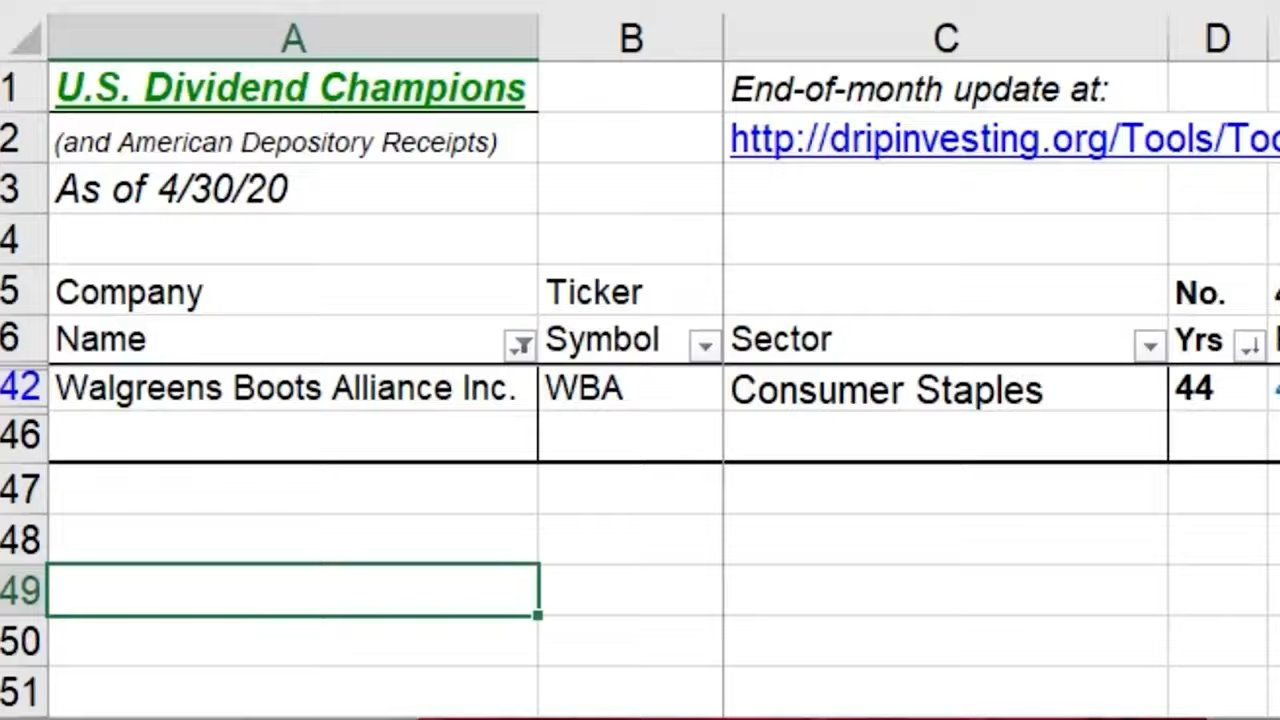 A B C D
1 U.S. Dividend Champions End-of-month update at:
2 (and American Depository Receipts) http://dripinvesting.org/Tools/Too
3 As of 4/30/20
4
5 Company Ticker No.
6 Name Symbol Sector Yrs
42 Walgreens Boots Alliance Inc. WBA Consumer Staples 44
46
47
48
49
50
51